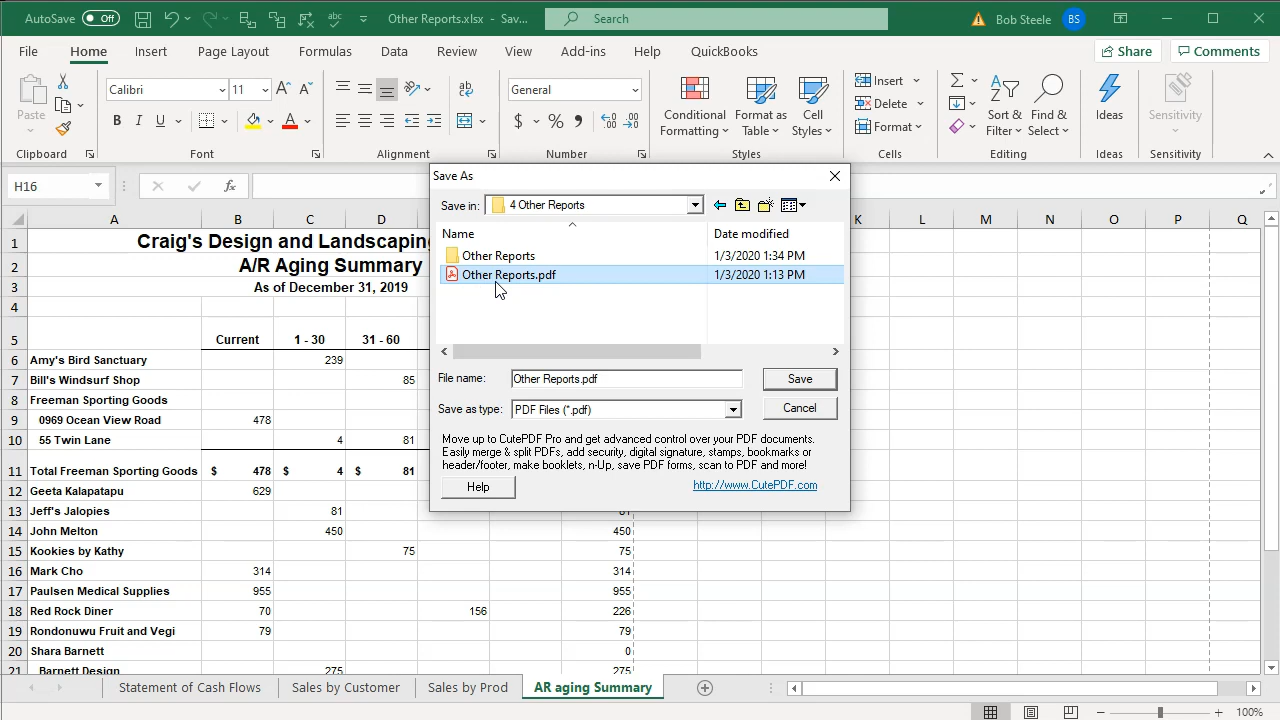 AutoSave Off Other Reports.xlsx - Sav... Search Bob Steele BS
File Home Insert Page Layout Formulas Data Review View Add-ins Help QuickBooks Share Comments
Paste Calibri 11 General Conditional Formatting Format as Table Cell Styles Insert Delete Format Sort & Filter Find & Select Ideas Sensitivity
Clipboard Font Alignment Number Styles Cells Editing Ideas Sensitivity
H16 fx
A B C D K L M N O P Q
1 Craig's Design and Landscaping
2 A/R Aging Summary
3 As of December 31, 2019
4
5 Current 1 - 30 31 - 60
6 Amy's Bird Sanctuary 239
7 Bill's Windsurf Shop 85
8 Freeman Sporting Goods
9 0969 Ocean View Road 478
10 55 Twin Lane 4 81
11 Total Freeman Sporting Goods $ 478 $ 4 $ 81
12 Geeta Kalapatapu 629
13 Jeff's Jalopies 81 81
14 John Melton 450 450
15 Kookies by Kathy 75 75
16 Mark Cho 314 314
17 Paulsen Medical Supplies 955 955
18 Red Rock Diner 70 156 226
19 Rondonuwu Fruit and Vegi 79 79
20 Shara Barnett 0
21 Barnett Design 275 275
Save As
Save in: 4 Other Reports
Name Date modified
Other Reports 1/3/2020 1:34 PM
Other Reports.pdf 1/3/2020 1:13 PM
File name: Other Reports.pdf Save
Save as type: PDF Files (*.pdf) Cancel
Move up to CutePDF Pro and get advanced control over your PDF documents.
Easily merge & split PDFs, add security, digital signature, stamps, bookmarks or
header/footer, make booklets, n-Up, save PDF forms, scan to PDF and more!
Help http://www.CutePDF.com
Statement of Cash Flows Sales by Customer Sales by Prod AR aging Summary
100%